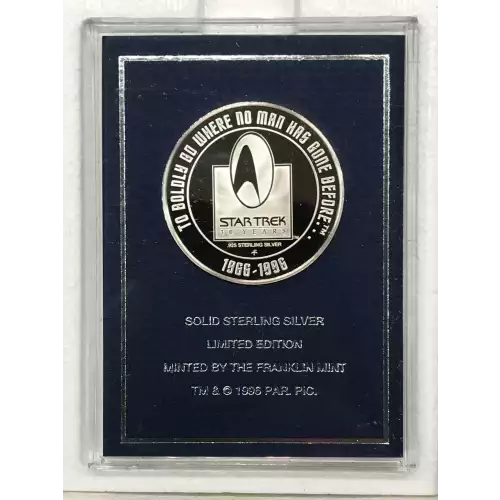 TO BOLDLY GO WHERE NO MAN HAS GONE BEFORE...™
STAR TREK™
30 YEARS
.925 STERLING SILVER
1966-1996
SOLID STERLING SILVER
LIMITED EDITION
MINTED BY THE FRANKLIN MINT
TM & © 1996 PAR. PIC.